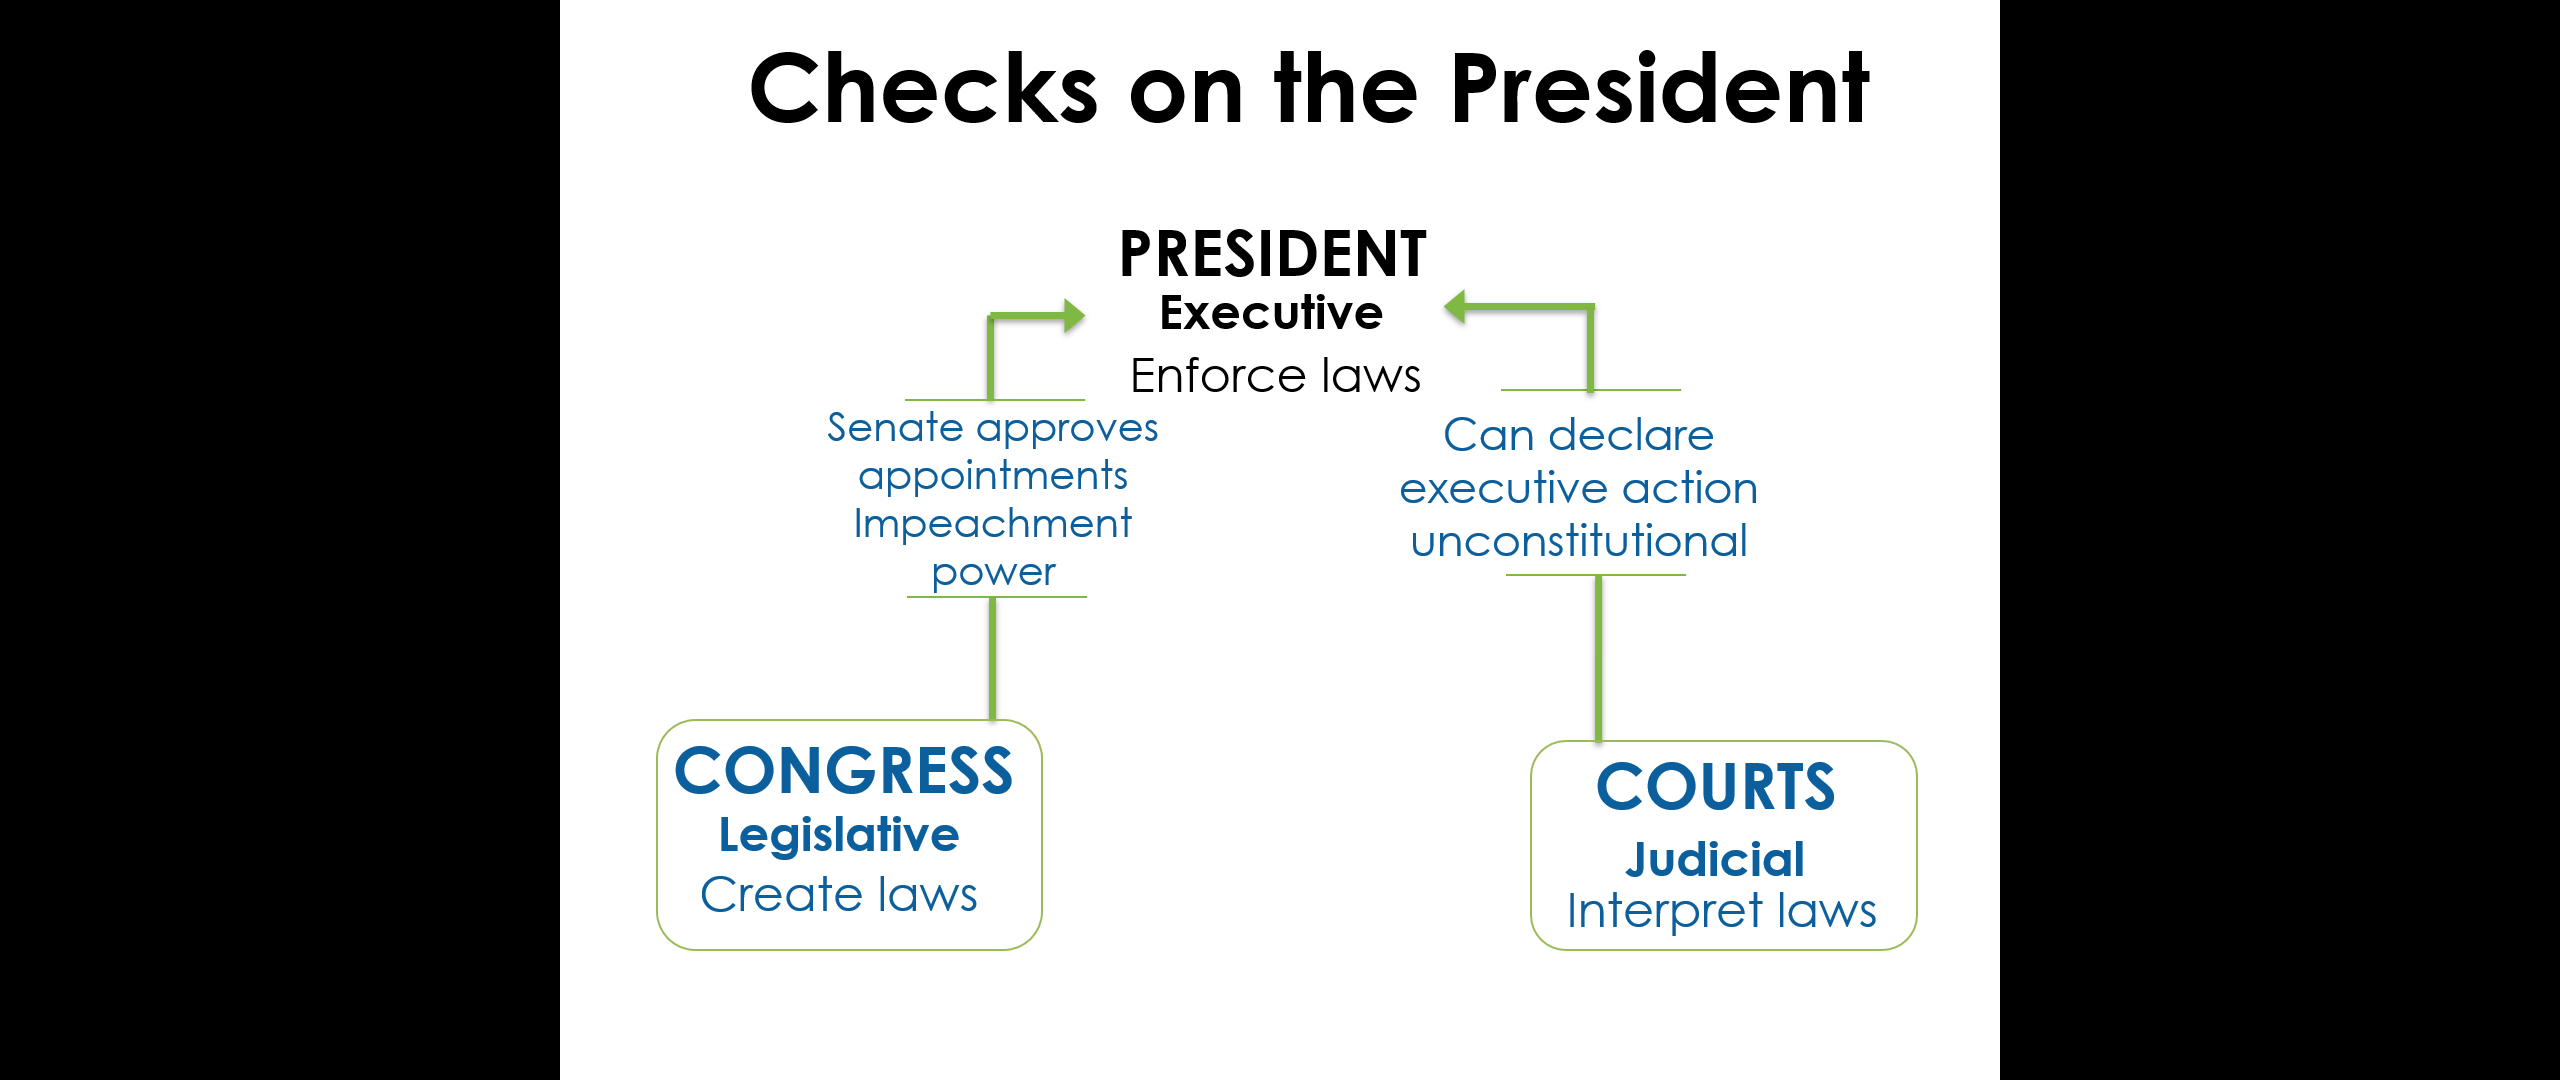 Checks on the President
PRESIDENT
Executive
Enforce laws
Senate approves
appointments
Impeachment
power
Can declare
executive action
unconstitutional
CONGRESS
Legislative
Create laws
COURTS
Judicial
Interpret laws